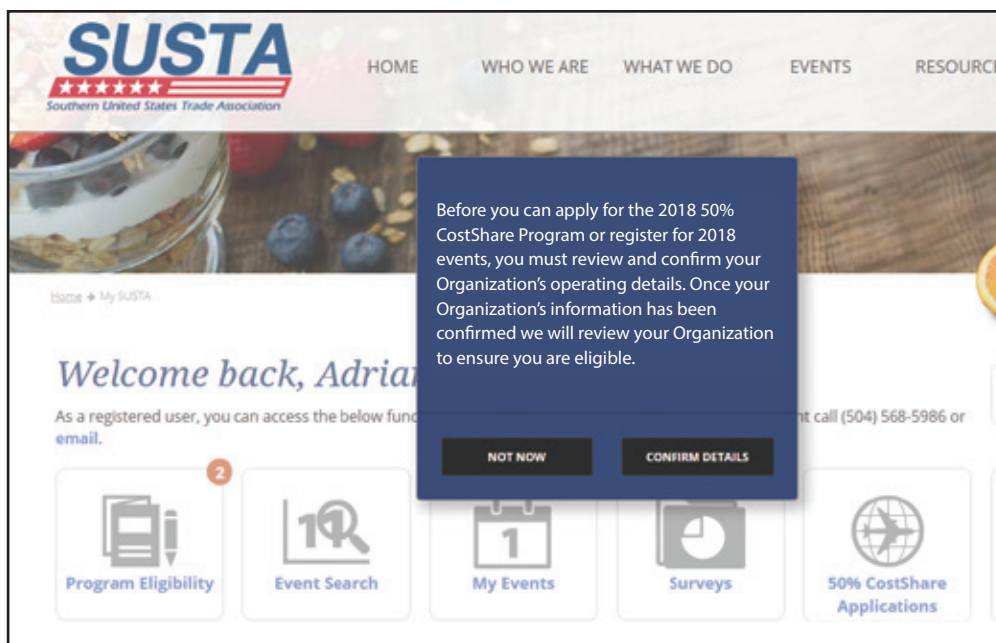 SUSTA
Southern United States Trade Association
HOME WHO WE ARE WHAT WE DO EVENTS RESOURC
Home → My SUSTA
Welcome back, Adria
As a registered user, you can access the below func
nt call (504) 568-5986 or
email.
Before you can apply for the 2018 50%
CostShare Program or register for 2018
events, you must review and confirm your
Organization's operating details. Once your
Organization's information has been
confirmed we will review your Organization
to ensure you are eligible.
NOT NOW CONFIRM DETAILS
2
Program Eligibility
11
Event Search
1
My Events
Surveys
50% CostShare
Applications